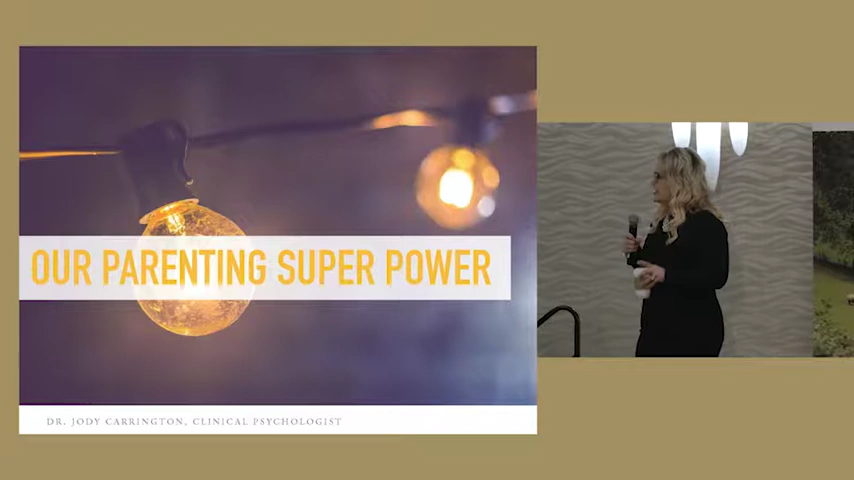 OUR PARENTING SUPER POWER
DR. JODY CARRINGTON, CLINICAL PSYCHOLOGIST